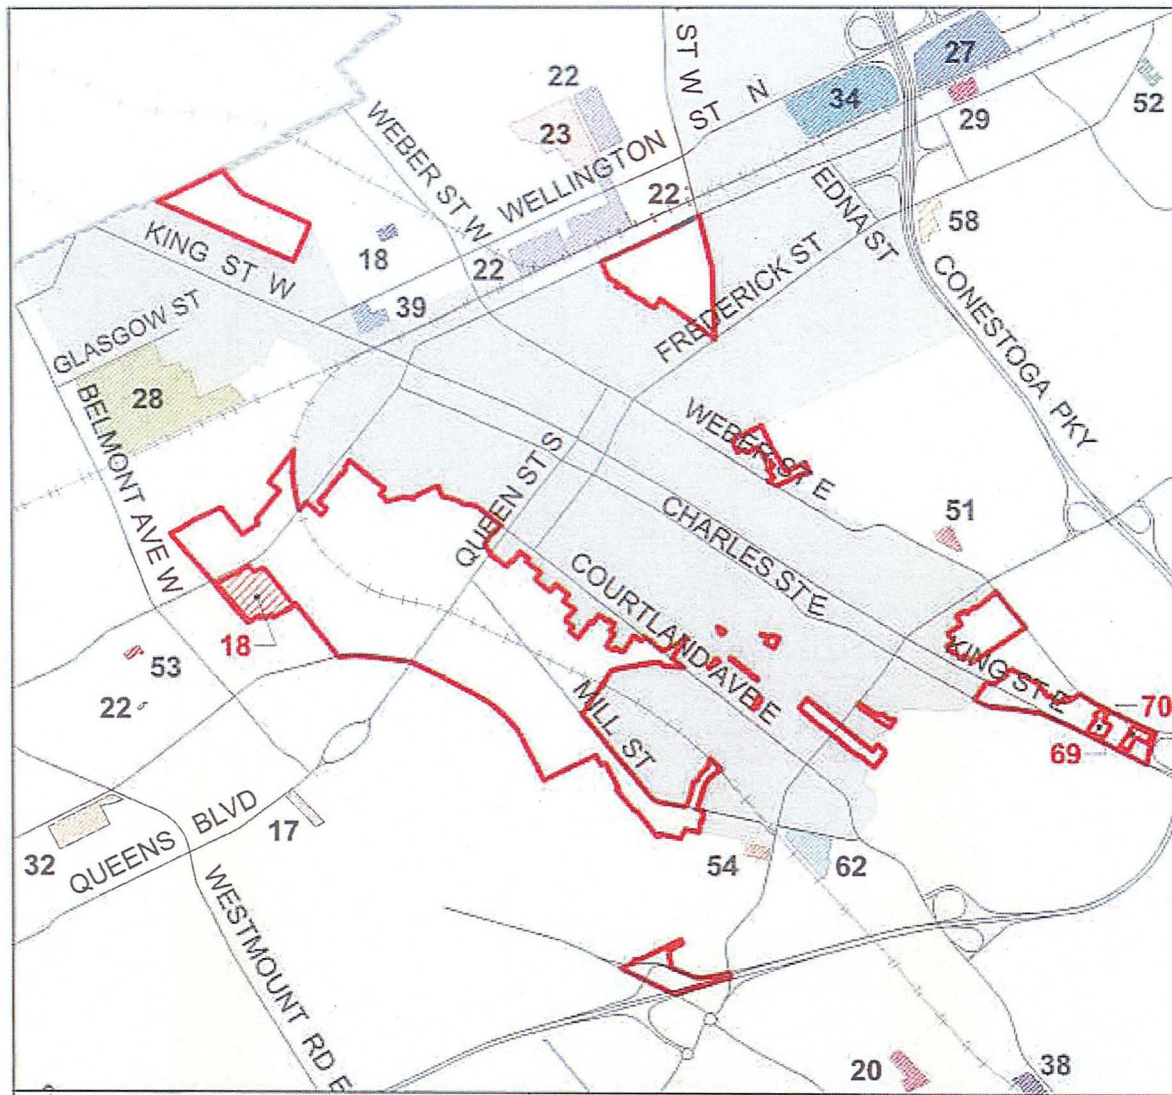 ST W
27
22
34
ST N
52
WEBER ST W
23
WELLINGTON
29
22
EDNA ST
KING ST W
18
58
22
FREDERICK ST
39
CONESTOGA PKY
GLASGOW ST
28
BELMONT AVE W
WEBER ST E
QUEEN ST S
51
CHARLES ST E
COURTLAND AVE E
18
KING ST E
53
70
22
MILL ST
69
QUEENS BLVD
17
32
54
62
WESTMOUNT RD E
20
38